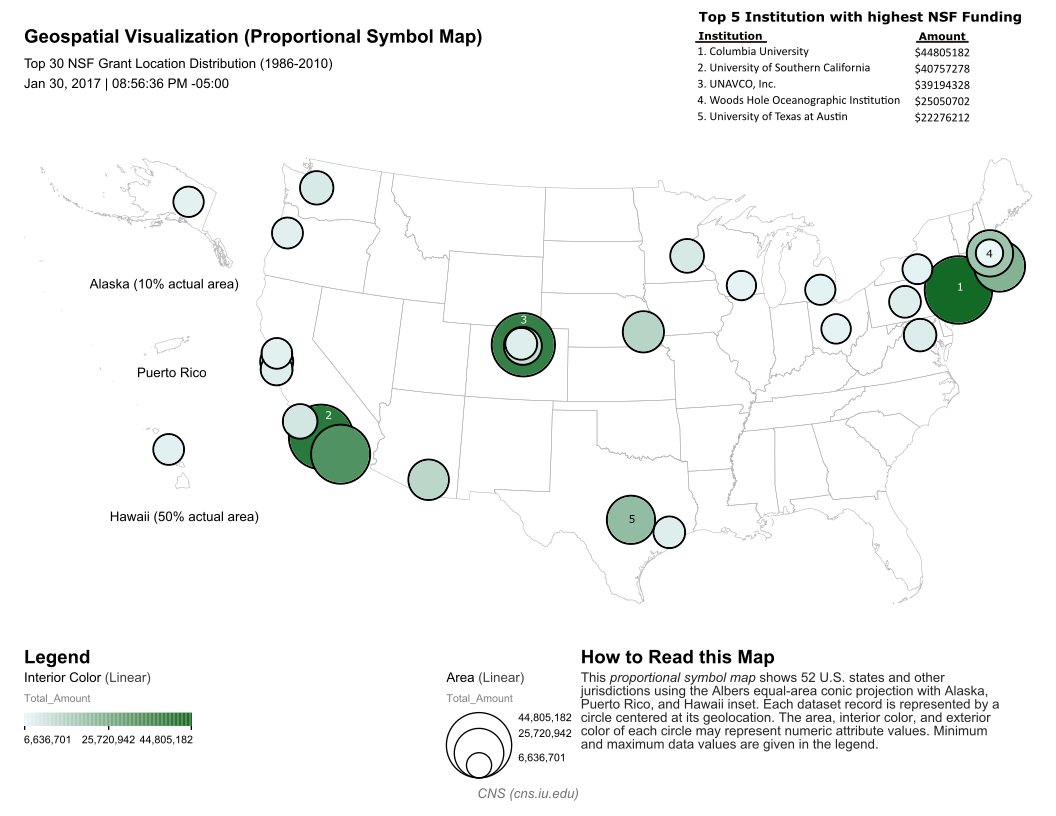 Top 5 Institution with highest NSF Funding
Institution Amount
1. Columbia University $44805182
2. University of Southern California $40757278
3. UNAVCO, Inc. $39194328
4. Woods Hole Oceanographic Institution $25050702
5. University of Texas at Austin $22276212
Geospatial Visualization (Proportional Symbol Map)
Top 30 NSF Grant Location Distribution (1986-2010)
Jan 30, 2017 | 08:56:36 PM -05:00
4
1
Alaska (10% actual area)
3
Puerto Rico
2
Hawaii (50% actual area)
5
Legend
Interior Color (Linear)
Total_Amount
6,636,701 25,720,942 44,805,182
Area (Linear)
Total_Amount
44,805,182
25,720,942
6,636,701
How to Read this Map
This proportional symbol map shows 52 U.S. states and other
jurisdictions using the Albers equal-area conic projection with Alaska,
Puerto Rico, and Hawaii inset. Each dataset record is represented by a
circle centered at its geolocation. The area, interior color, and exterior
color of each circle may represent numeric attribute values. Minimum
and maximum data values are given in the legend.
CNS (cns.iu.edu)